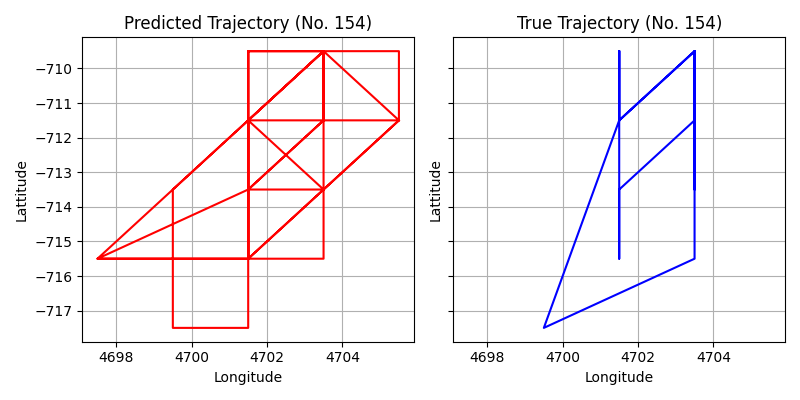 Predicted Trajectory (No. 154)
True Trajectory (No. 154)
−710
−711
−712
−713
−714
−715
−716
−717
Lattitude
Lattitude
4698
4700
4702
4704
4698
4700
4702
4704
Longitude
Longitude